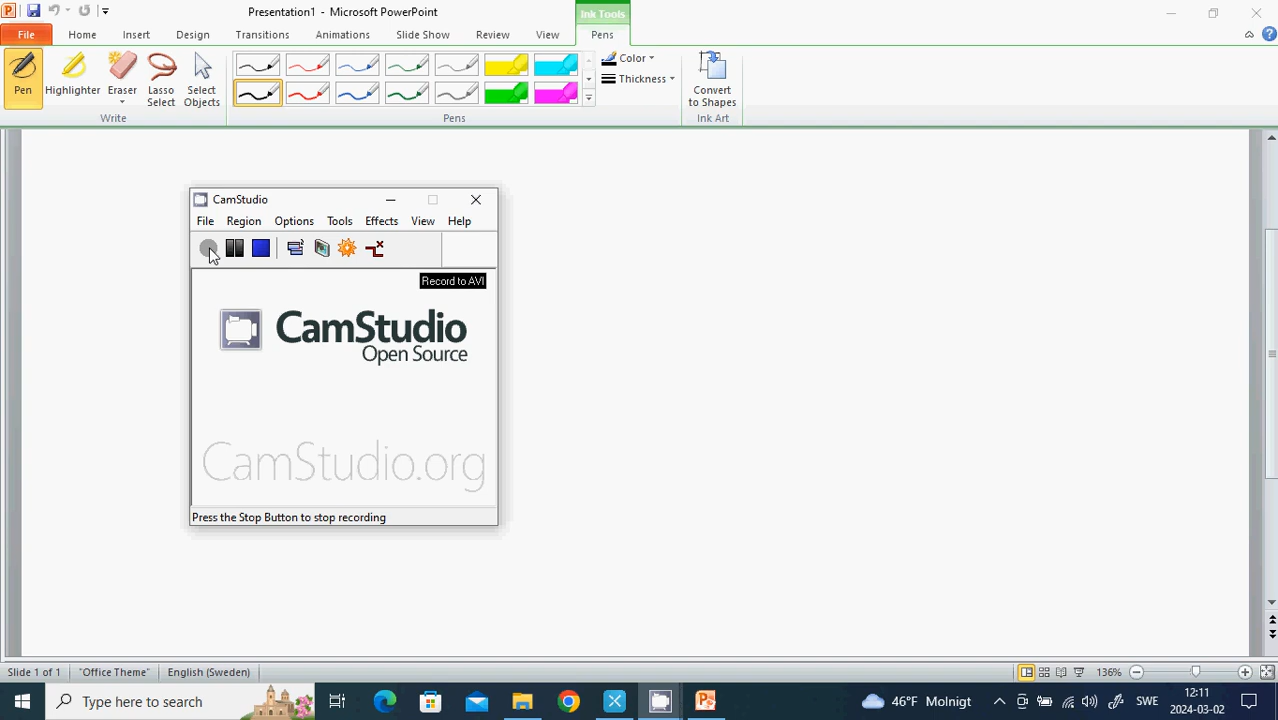 Presentation1 - Microsoft PowerPoint
Ink Tools
File Home Insert Design Transitions Animations Slide Show Review View Pens
Pen Highlighter Eraser Lasso Select Select Objects
Color
Thickness
Convert to Shapes
Write Pens Ink Art
CamStudio
File Region Options Tools Effects View Help
Record to AVI
CamStudio
Open Source
CamStudio.org
Press the Stop Button to stop recording
Slide 1 of 1 "Office Theme" English (Sweden) 136%
Type here to search 46°F Molnigt SWE 12:11
2024-03-02